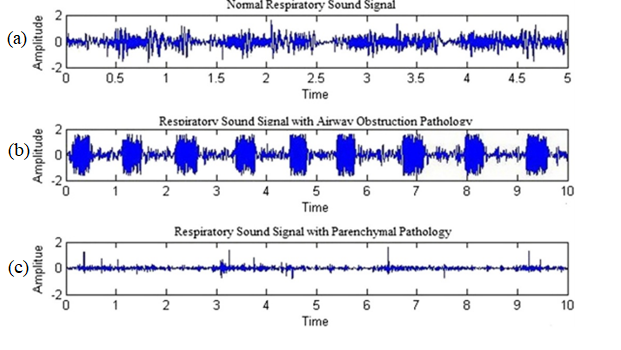 Normal Respiratory Sound Signal
(a)
Amplitude
2
0
-2
0 0.5 1 1.5 2 2.5 3 3.5 4 4.5 5
Time
Respiratory Sound Signal with Airway Obstruction Pathology
(b)
Amplitude
2
0
-2
0 1 2 3 4 5 6 7 8 9 10
Time
Respiratory Sound Signal with Parenchymal Pathology
(c)
Amplitue
2
0
-2
0 1 2 3 4 5 6 7 8 9 10
Time